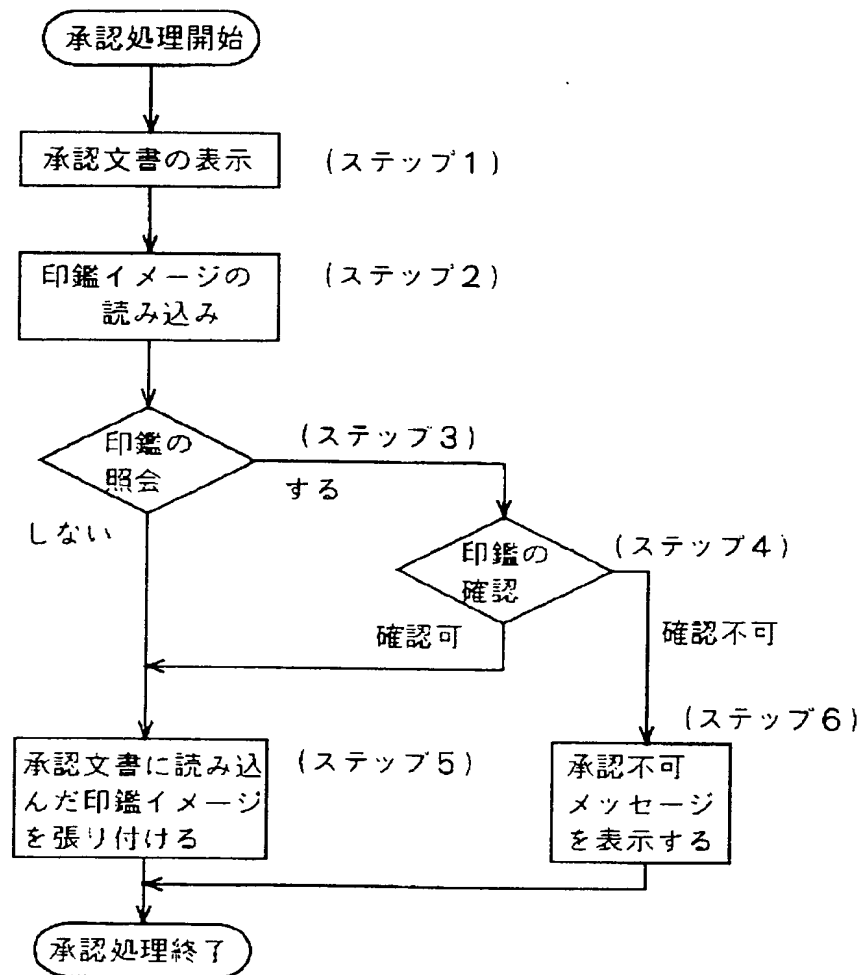 承認処理開始
承認文書の表示
(ステップ1)
印鑑イメージの
読み込み
(ステップ2)
印鑑の
照会
(ステップ3)
する
しない
印鑑の
確認
(ステップ4)
確認可
確認不可
承認文書に読み込
んだ印鑑イメージ
を張り付ける
(ステップ5)
(ステップ6)
承認不可
メッセージ
を表示する
承認処理終了